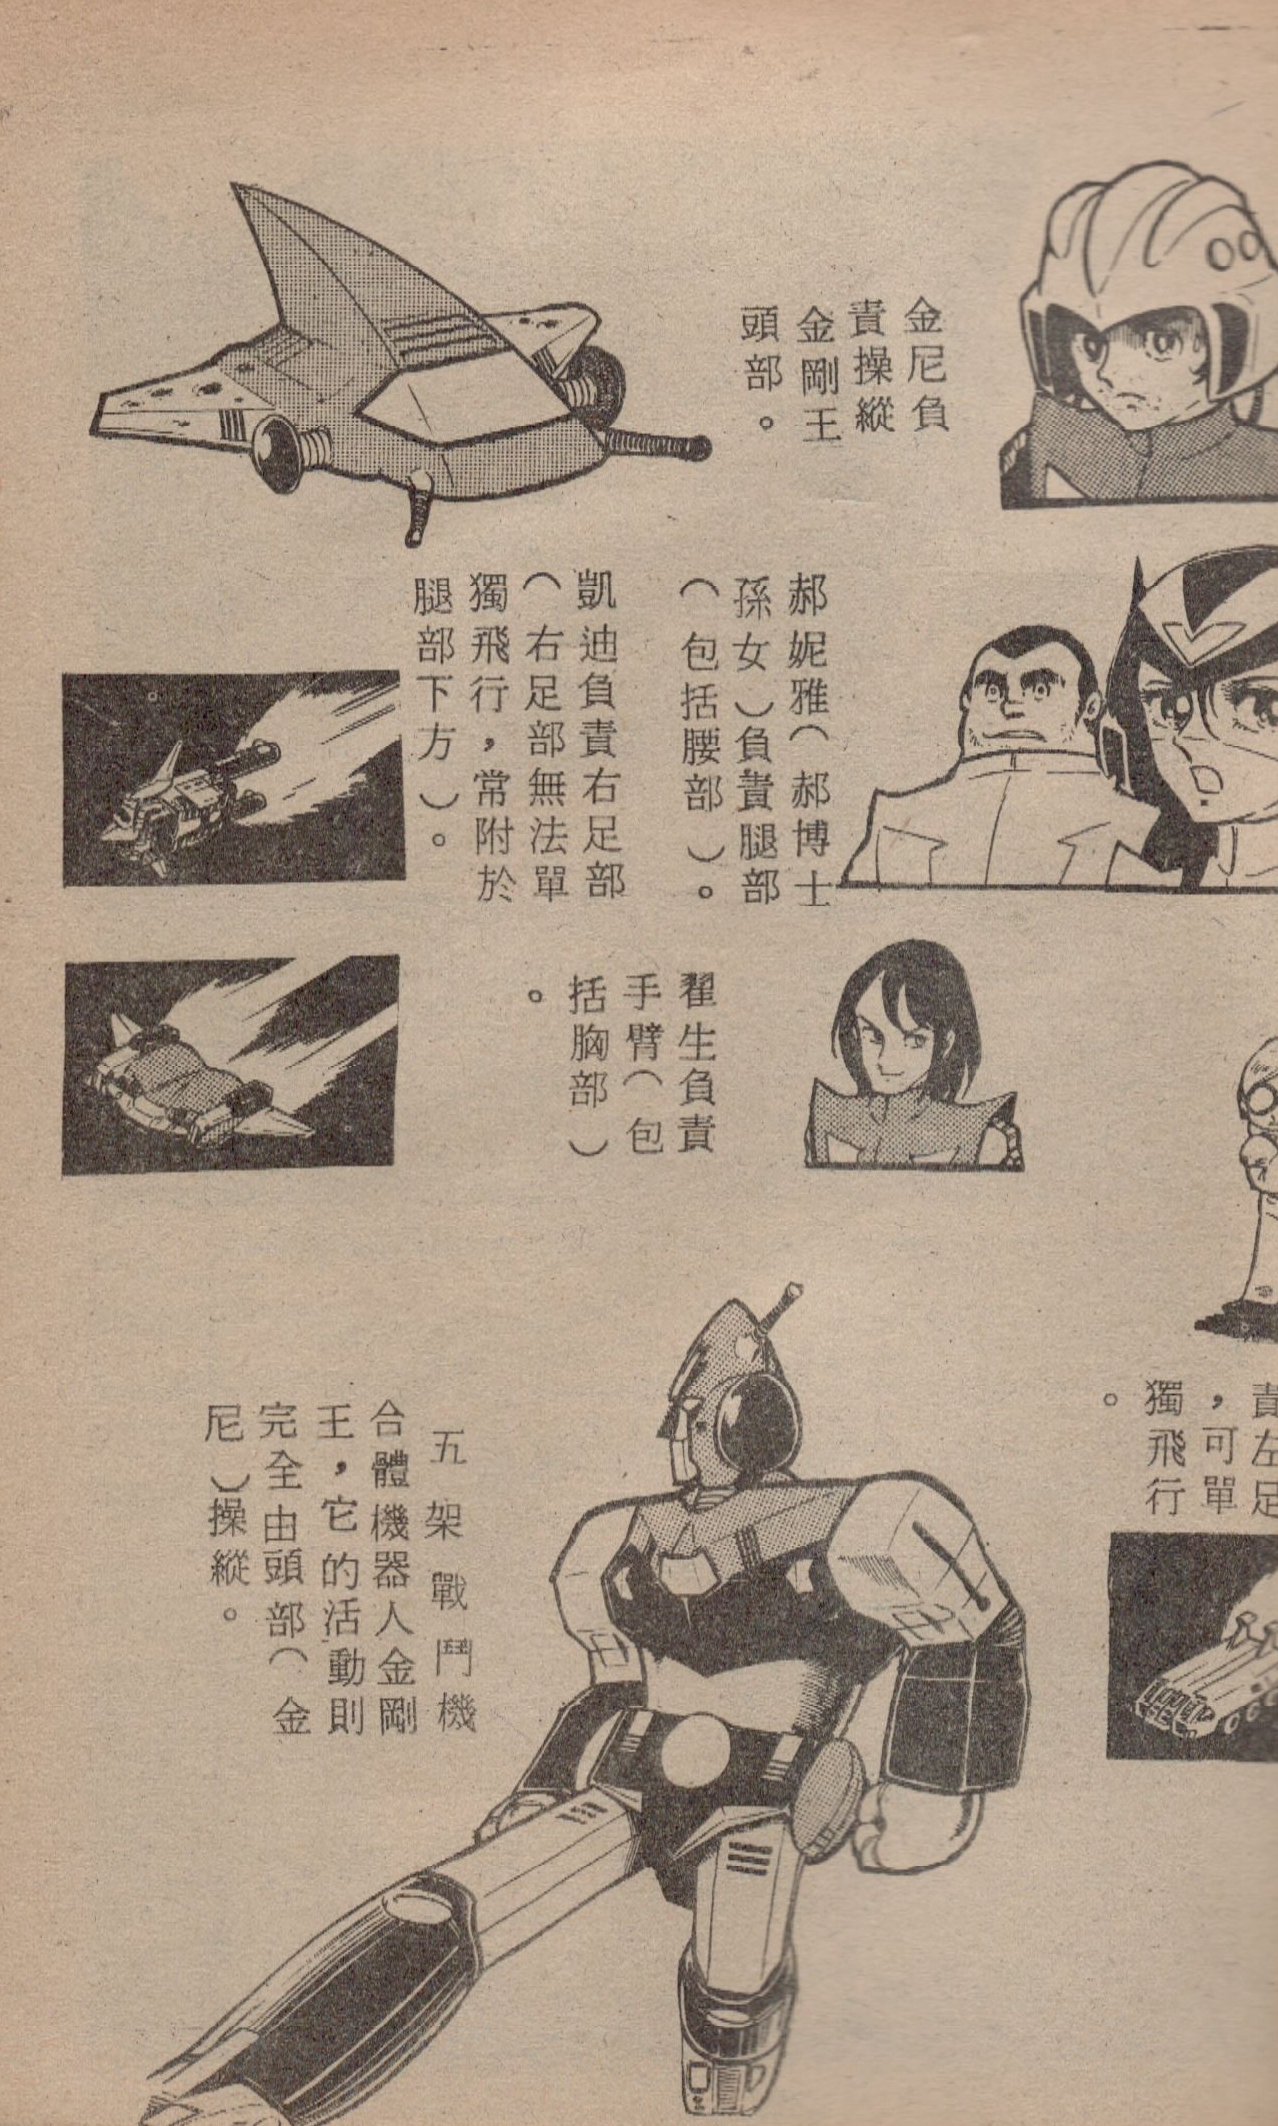 金尼負
責操縱
金剛王
頭部。
郝妮雅（郝博士
孫女）負責腿部
（包括腰部）。
凱迪負責右足部
（右足部無法單
獨飛行，常附於
腿部下方）。
翟生負責
手臂（包
括胸部）
。
責左足
，可單
獨飛行
。
五架戰鬥機
合體機器人金剛
王，它的活動則
完全由頭部（金
尼）操縱。